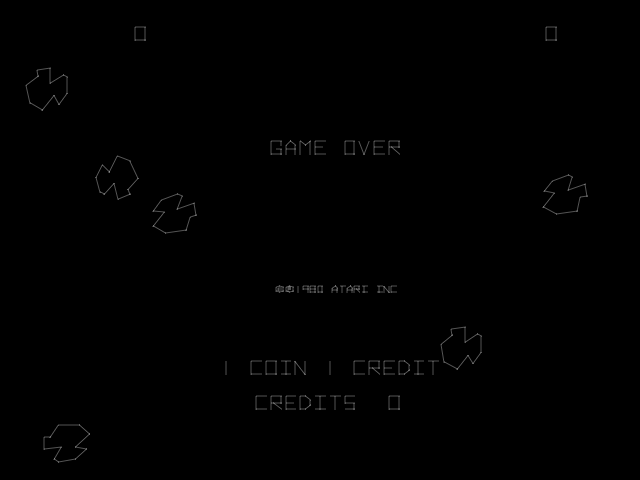 0 0
GAME OVER
©℗1980 ATARI INC
1 COIN 1 CREDIT
CREDITS 0